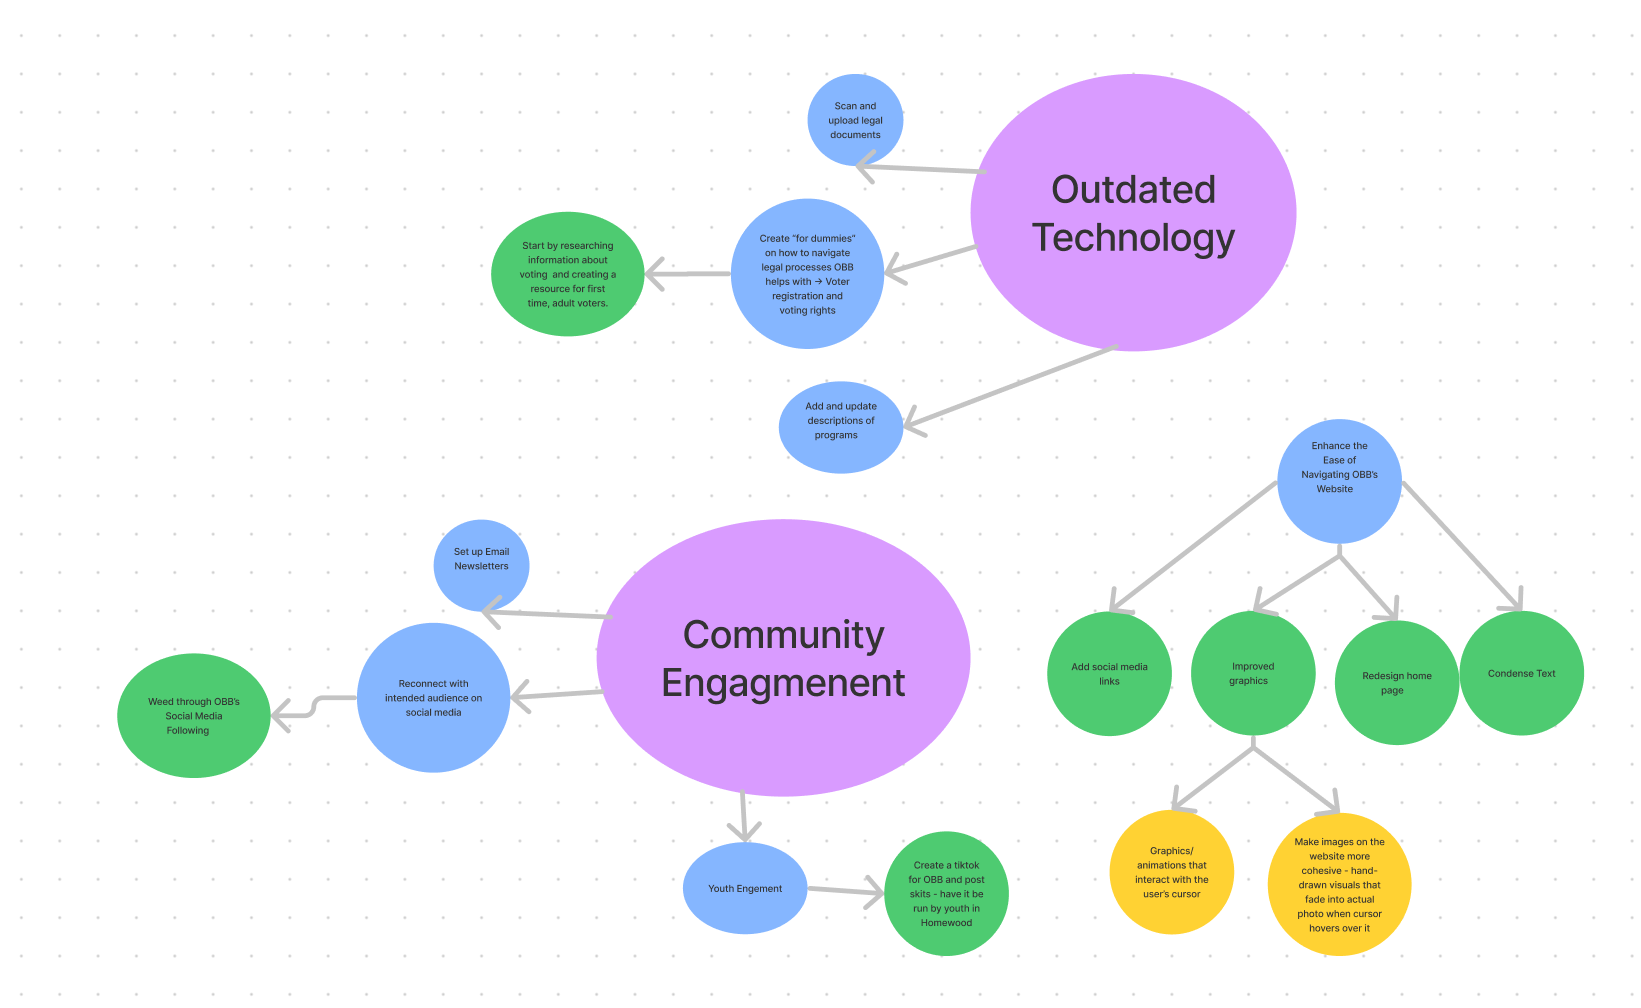 Scan and
upload legal
documents
Outdated
Technology
Create “for dummies”
on how to navigate
legal processes OBB
helps with → Voter
registration and
voting rights
Start by researching
information about
voting and creating a
resource for first
time, adult voters.
Add and update
descriptions of
programs
Enhance the
Ease of
Navigating OBB's
Website
Add social media
links
Improved
graphics
Redesign home
page
Condense Text
Graphics/
animations that
interact with the
user's cursor
Make images on the
website more
cohesive - hand-
drawn visuals that
fade into actual
photo when cursor
hovers over it
Set up Email
Newsletters
Community
Engagmenent
Reconnect with
intended audience on
social media
Weed through OBB's
Social Media
Following
Youth Engement
Create a tiktok
for OBB and post
skits - have it be
run by youth in
Homewood